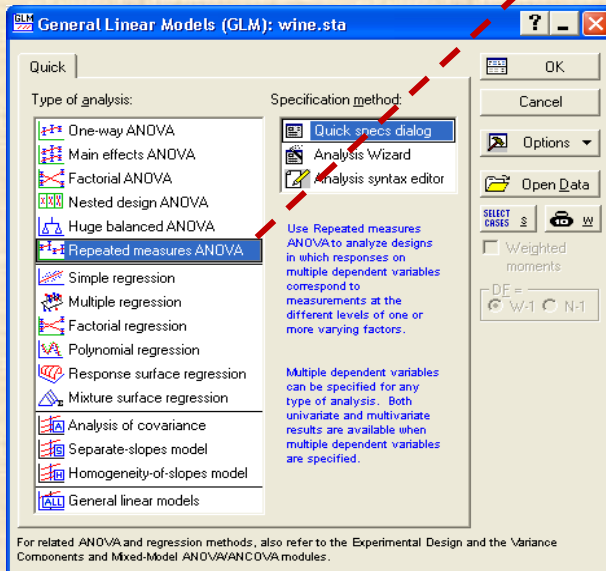 GLM General Linear Models (GLM): wine.sta
Quick
Type of analysis:
One-way ANOVA
Main effects ANOVA
Factorial ANOVA
Nested design ANOVA
Huge balanced ANOVA
Repeated measures ANOVA
Simple regression
Multiple regression
Factorial regression
Polynomial regression
Response surface regression
Mixture surface regression
Analysis of covariance
Separate-slopes model
Homogeneity-of-slopes model
ALL General linear models
Specification method:
Quick specs dialog
Analysis Wizard
Analysis syntax editor
Use Repeated measures
ANOVA to analyze designs
in which responses on
multiple dependent variables
correspond to
measurements at the
different levels of one or
more varying factors.
Multiple dependent variables
can be specified for any
type of analysis. Both
univariate and multivariate
results are available when
multiple dependent variables
are specified.
OK
Cancel
Options
Open Data
SELECT CASES S
W
Weighted
moments
DF =
W-1 N-1
For related ANOVA and regression methods, also refer to the Experimental Design and the Variance
Components and Mixed-Model ANOVA/ANCOVA modules.